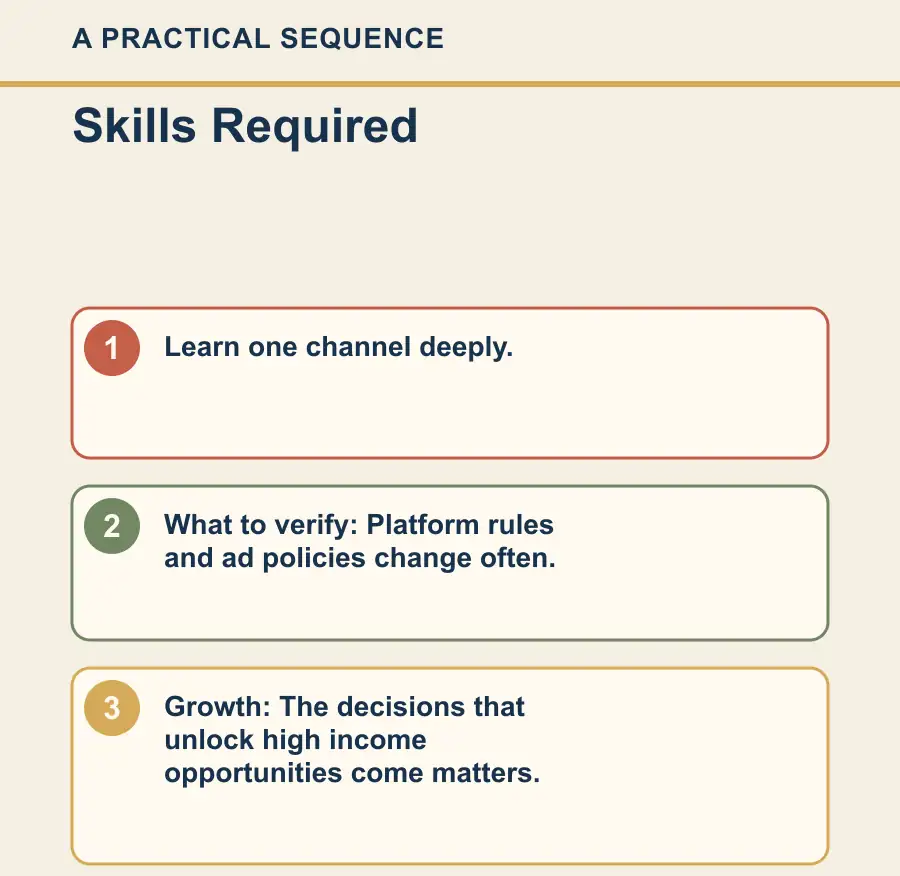 A PRACTICAL SEQUENCE
Skills Required
1
Learn one channel deeply.
2
What to verify: Platform rules
and ad policies change often.
3
Growth: The decisions that
unlock high income
opportunities come matters.